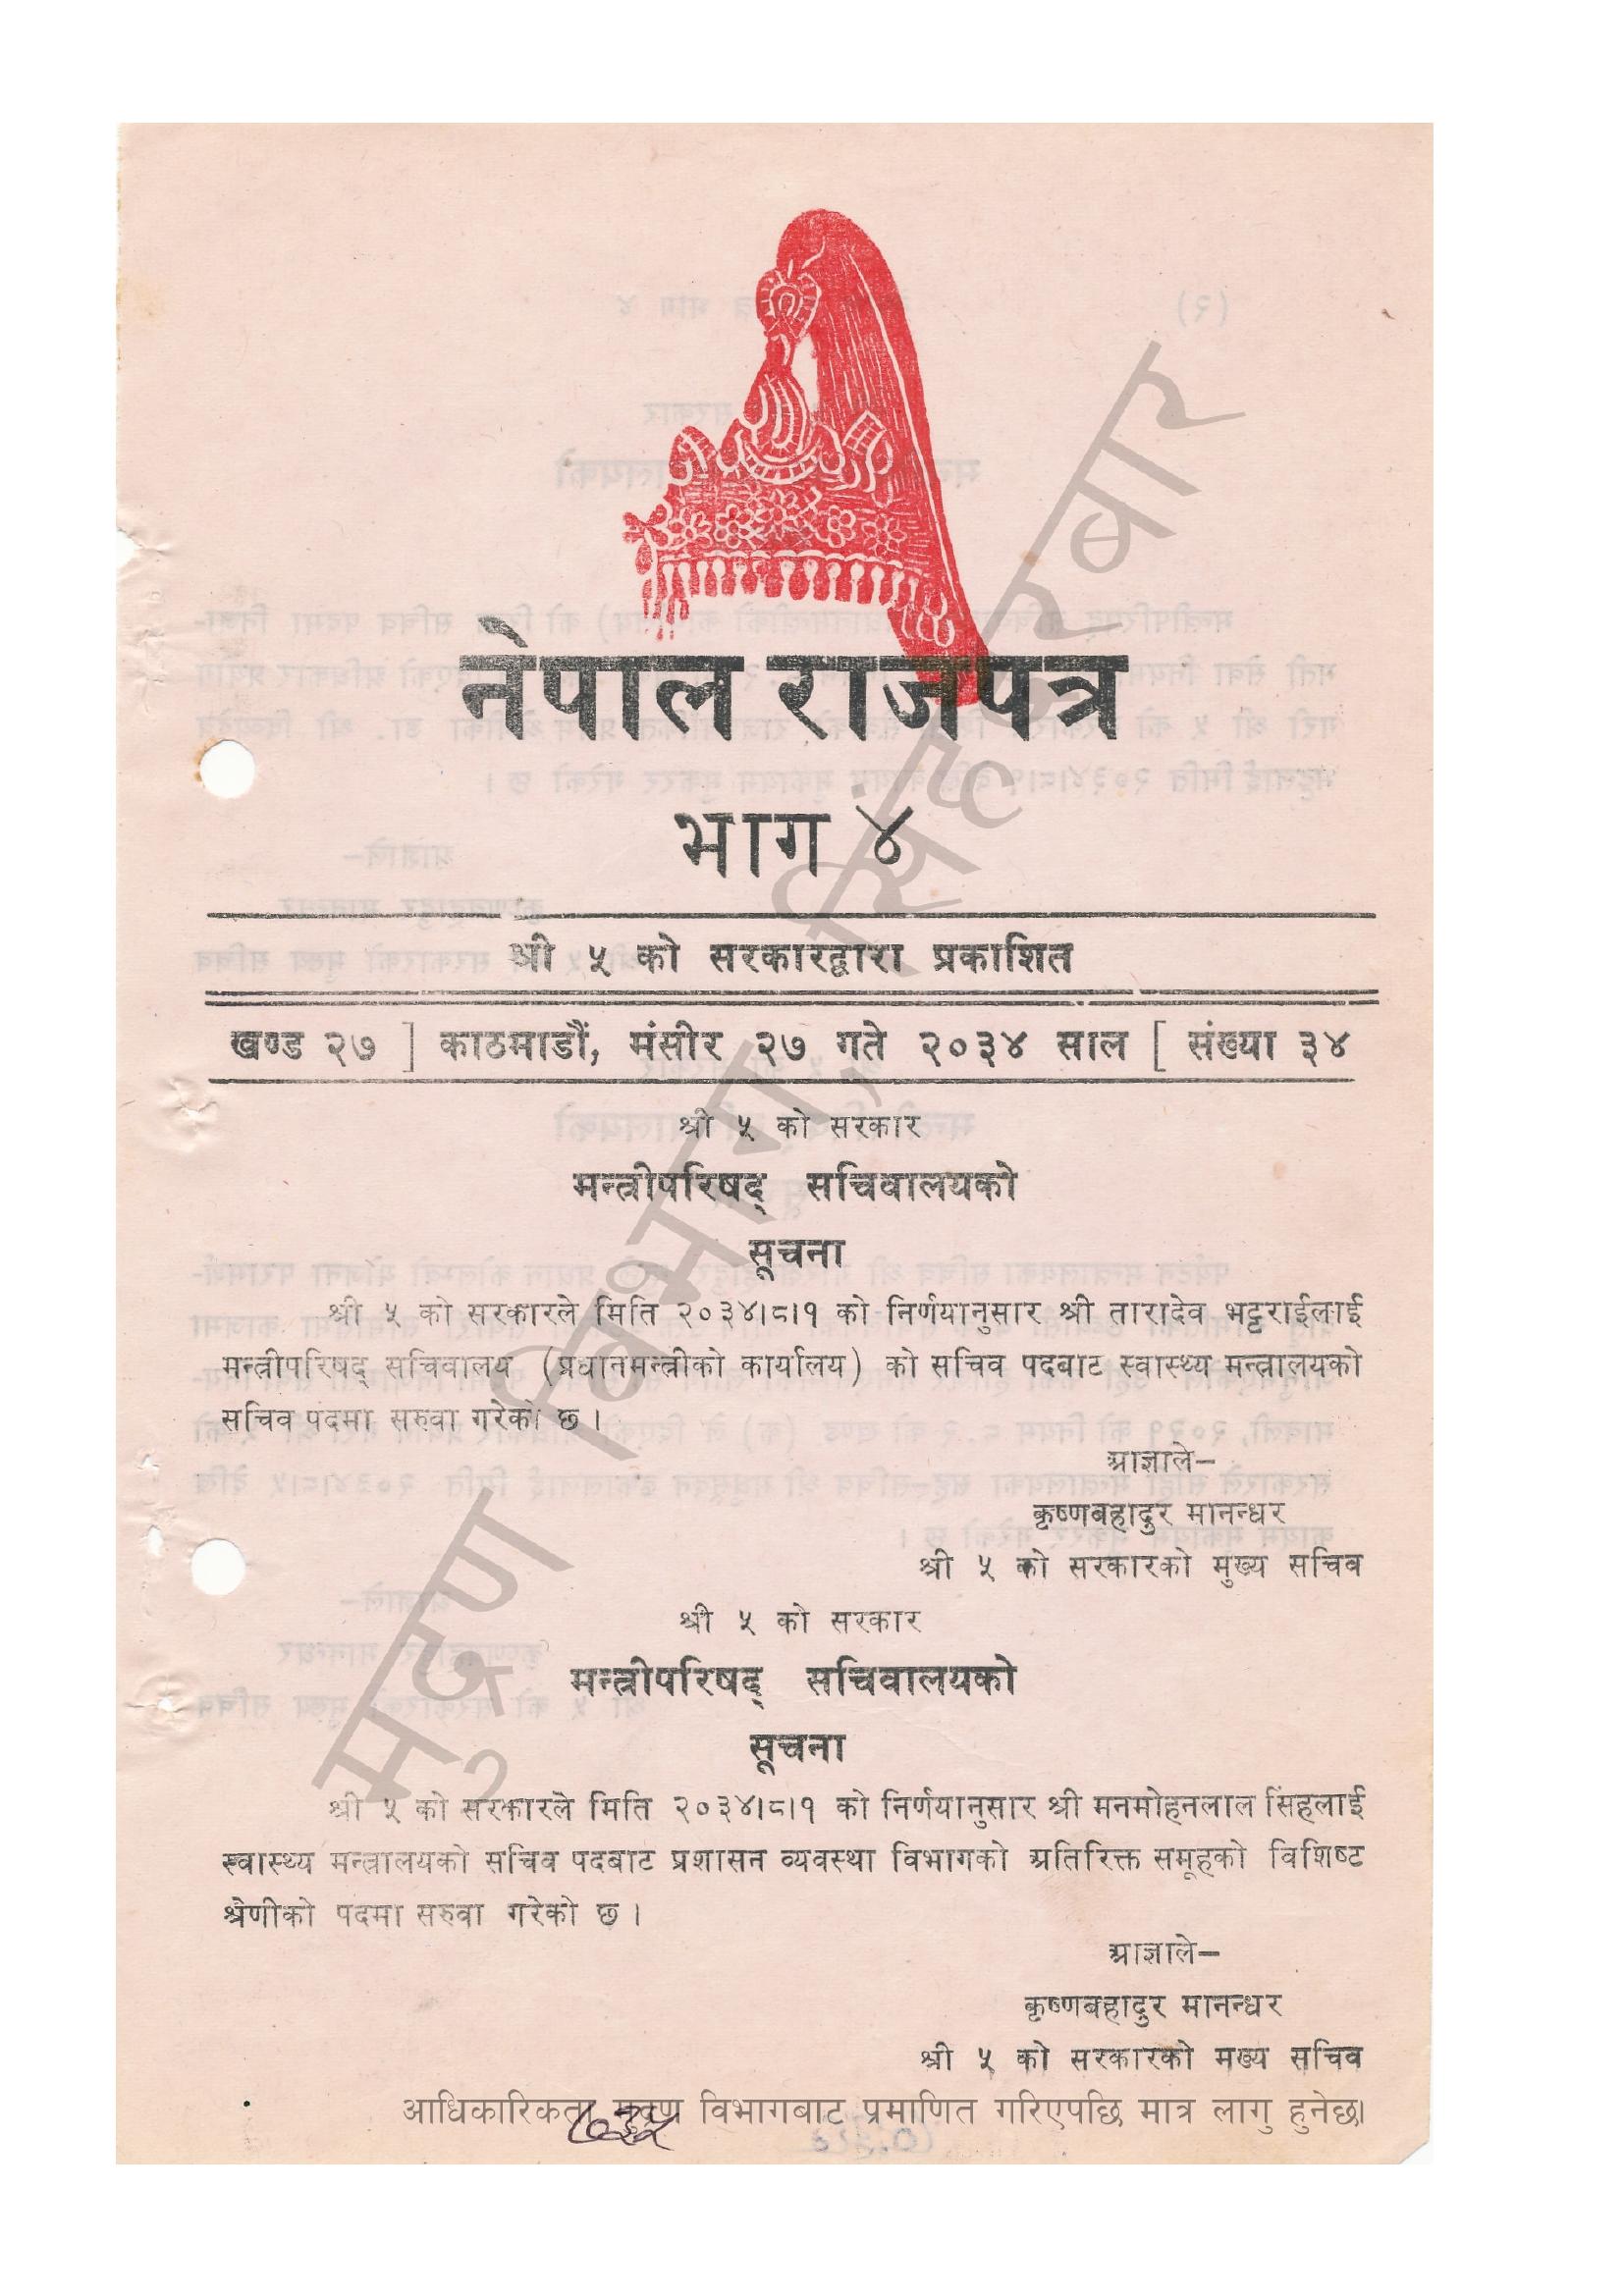 नेपाल राजपत्र
भाग ४
श्री ५ को सरकारद्वारा प्रकाशित
खण्ड २७ ] काठमाडौं, मंसीर २७ गते २०३४ साल [ संख्या ३४
श्री ५ को सरकार
मन्त्रीपरिषद् सचिवालयको
सूचना
श्री ५ को सरकारले मिति २०३४।८।१ को निर्णयानुसार श्री तारादेव भट्टराईलाई
मन्त्रीपरिषद् सचिवालय (प्रधानमन्त्रीको कार्यालय) को सचिव पदबाट स्वास्थ्य मन्त्रालयको
सचिव पदमा सरुवा गरेको छ ।
आज्ञाले–
कृष्णबहादुर मानन्धर
श्री ५ को सरकारको मुख्य सचिव
श्री ५ को सरकार
मन्त्रीपरिषद् सचिवालयको
सूचना
श्री ५ को सरकारले मिति २०३४।८।१ को निर्णयानुसार श्री मनमोहनलाल सिंहलाई
स्वास्थ्य मन्त्रालयको सचिव पदबाट प्रशासन व्यवस्था विभागको अतिरिक्त समूहको विशिष्ट
श्रेणीको पदमा सरुवा गरेको छ ।
आज्ञाले–
कृष्णबहादुर मानन्धर
श्री ५ को सरकारको मख्य सचिव
आधिकारिकता मुद्रण विभागबाट प्रमाणित गरिएपछि मात्र लागु हुनेछ।
मुद्रण विभाग, सिंहदरबार